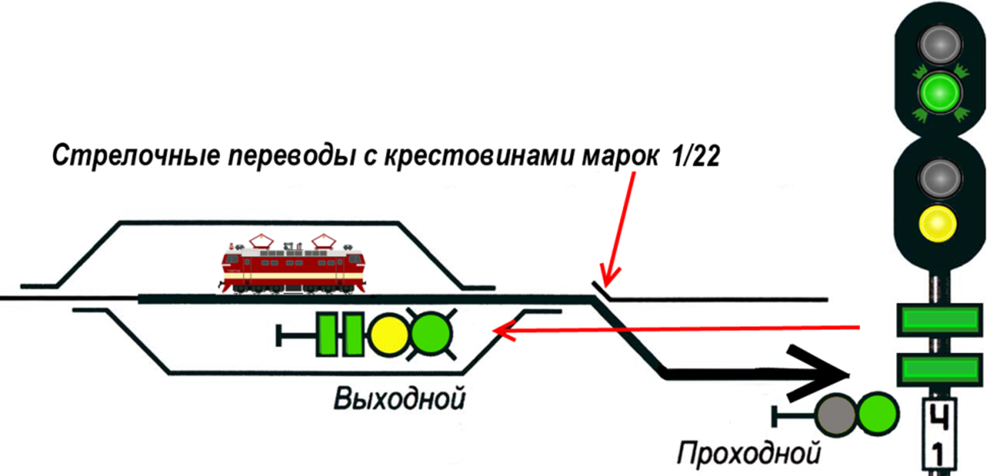 Стрелочные переводы с крестовинами марок 1/22
Выходной
Проходной
Ч
1